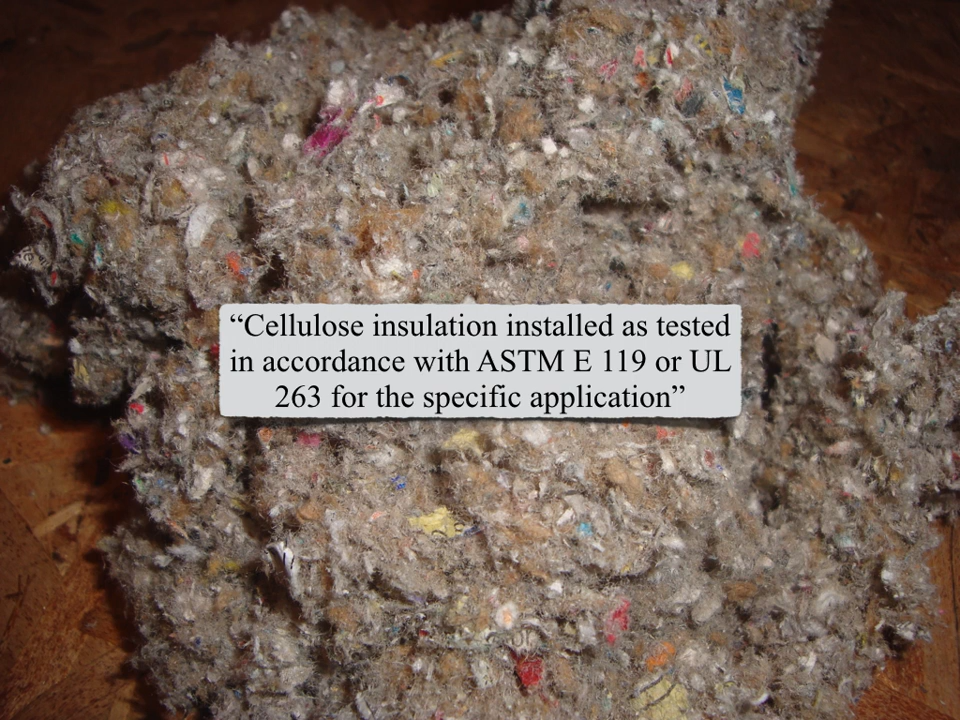 “Cellulose insulation installed as tested
in accordance with ASTM E 119 or UL
263 for the specific application”